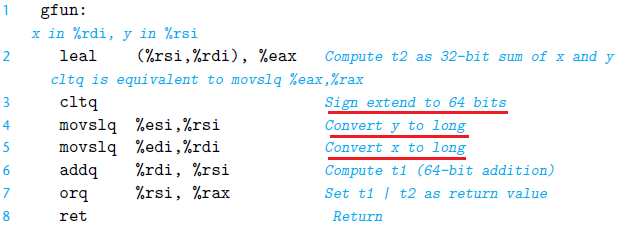 1 gfun:
x in %rdi, y in %rsi
2 leal (%rsi,%rdi), %eax Compute t2 as 32-bit sum of x and y
cltq is equivalent to movslq %eax,%rax
3 cltq Sign extend to 64 bits
4 movslq %esi,%rsi Convert y to long
5 movslq %edi,%rdi Convert x to long
6 addq %rdi, %rsi Compute t1 (64-bit addition)
7 orq %rsi, %rax Set t1 | t2 as return value
8 ret Return